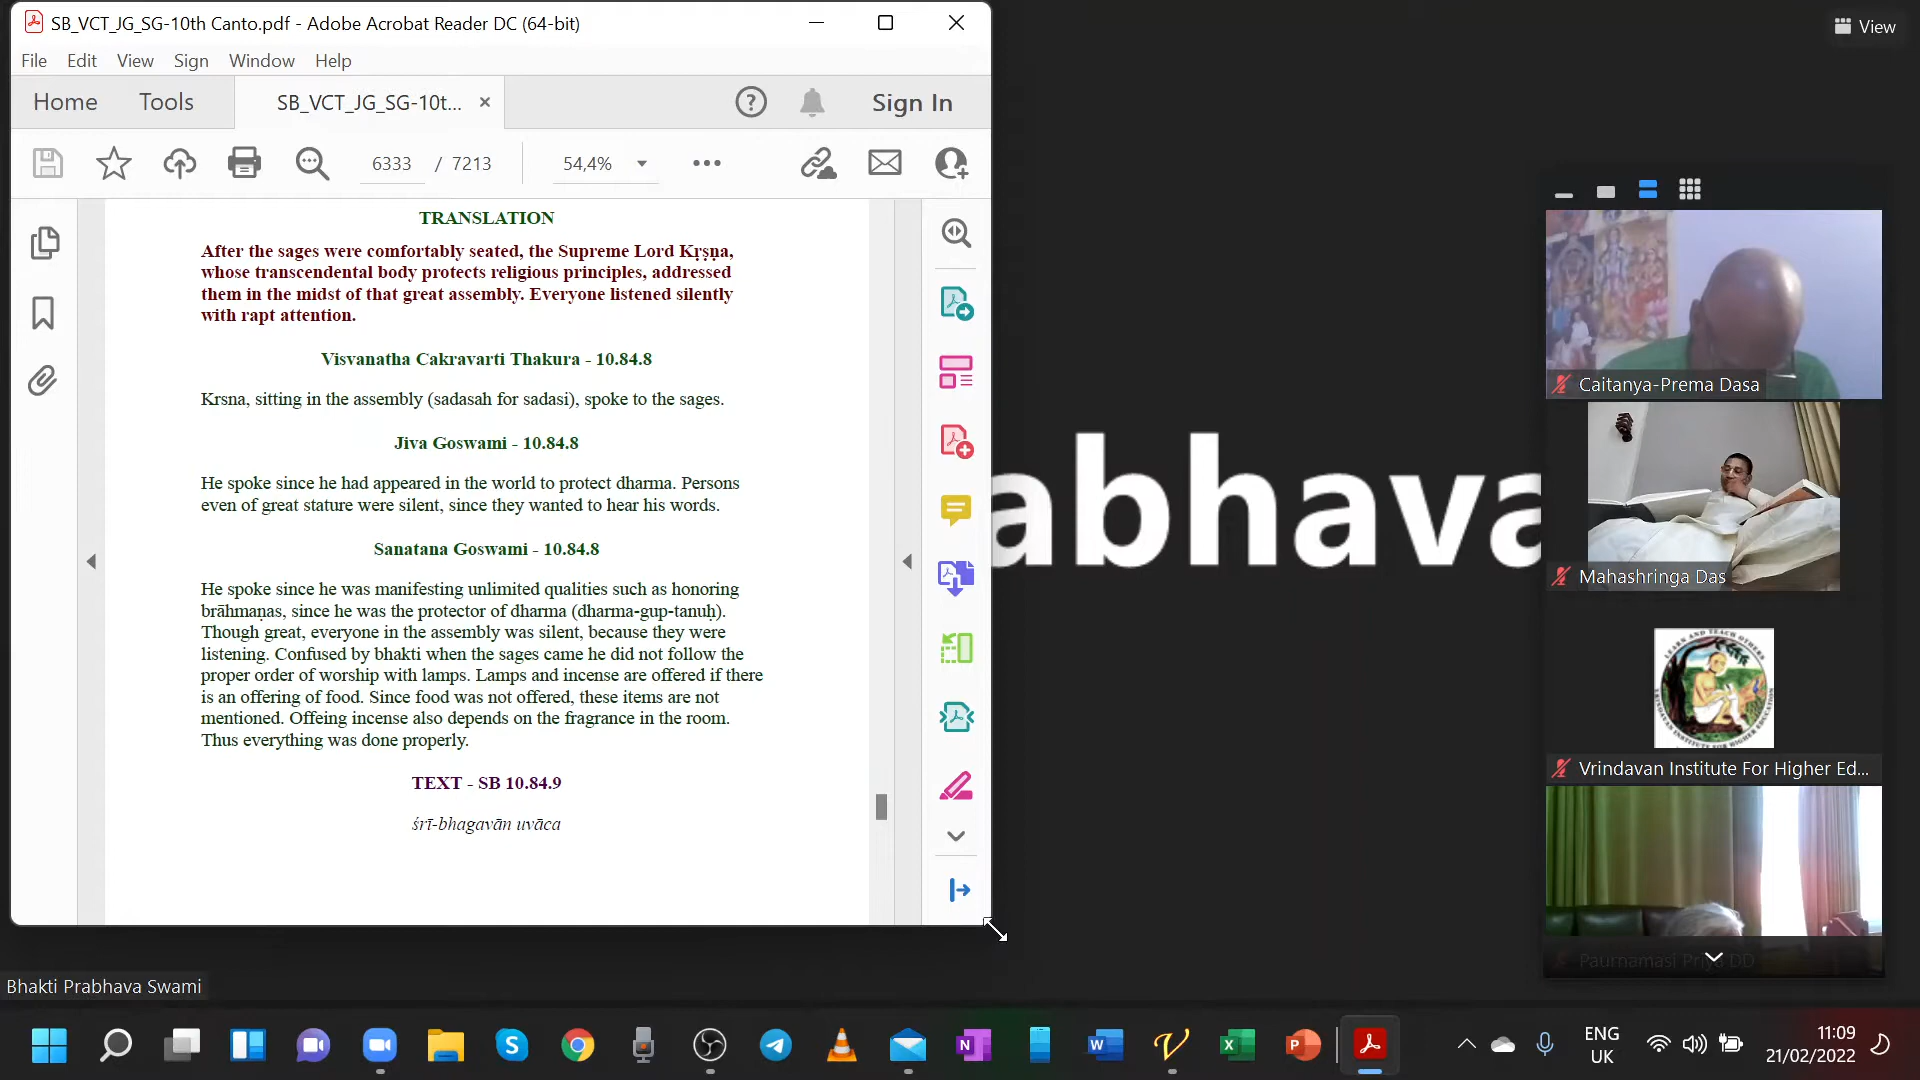 SB_VCT_JG_SG-10th Canto.pdf - Adobe Acrobat Reader DC (64-bit)
File Edit View Sign Window Help
Home Tools SB_VCT_JG_SG-10t... Sign In
6333 / 7213 54,4%
TRANSLATION
After the sages were comfortably seated, the Supreme Lord Kṛṣṇa,
whose transcendental body protects religious principles, addressed
them in the midst of that great assembly. Everyone listened silently
with rapt attention.
Visvanatha Cakravarti Thakura - 10.84.8
Krsna, sitting in the assembly (sadasah for sadasi), spoke to the sages.
Jiva Goswami - 10.84.8
He spoke since he had appeared in the world to protect dharma. Persons
even of great stature were silent, since they wanted to hear his words.
Sanatana Goswami - 10.84.8
He spoke since he was manifesting unlimited qualities such as honoring
brāhmaṇas, since he was the protector of dharma (dharma-gup-tanuḥ).
Though great, everyone in the assembly was silent, because they were
listening. Confused by bhakti when the sages came he did not follow the
proper order of worship with lamps. Lamps and incense are offered if there
is an offering of food. Since food was not offered, these items are not
mentioned. Offeing incense also depends on the fragrance in the room.
Thus everything was done properly.
TEXT - SB 10.84.9
śrī-bhagavān uvāca
abhava
View
Caitanya-Prema Dasa
Mahashringa Das
LEARN AND TEACH OTHERS
VRINDAVAN INSTITUTE FOR HIGHER EDUCATION
Vrindavan Institute For Higher Ed...
Paurnamasi Priya DD
Bhakti Prabhava Swami
ENG
UK
11:09
21/02/2022